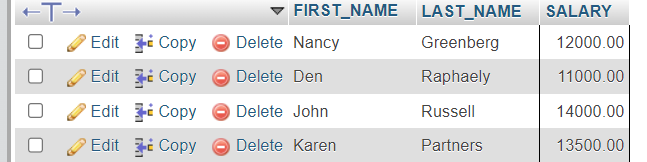 FIRST_NAME LAST_NAME SALARY
Edit Copy Delete Nancy Greenberg 12000.00
Edit Copy Delete Den Raphaely 11000.00
Edit Copy Delete John Russell 14000.00
Edit Copy Delete Karen Partners 13500.00